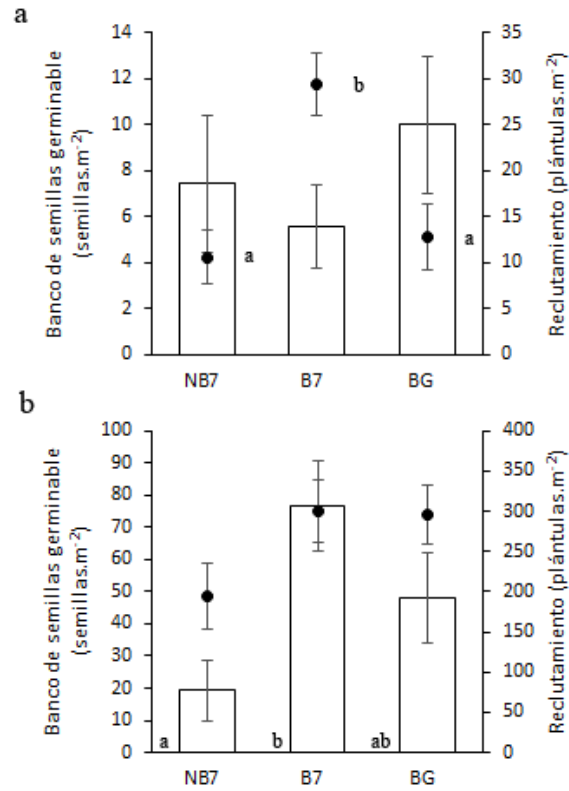 a
Banco de semillas germinable
(semillas.m⁻²)
14
12
10
8
6
4
2
0
35
30
25
20
15
10
5
0
Reclutamiento (plántulas.m⁻²)
a
b
a
NB7 B7 BG
b
Banco de semillas germinable
(semillas.m⁻²)
100
90
80
70
60
50
40
30
20
10
0
400
350
300
250
200
150
100
50
0
Reclutamiento (plántulas.m⁻²)
a b ab
NB7 B7 BG